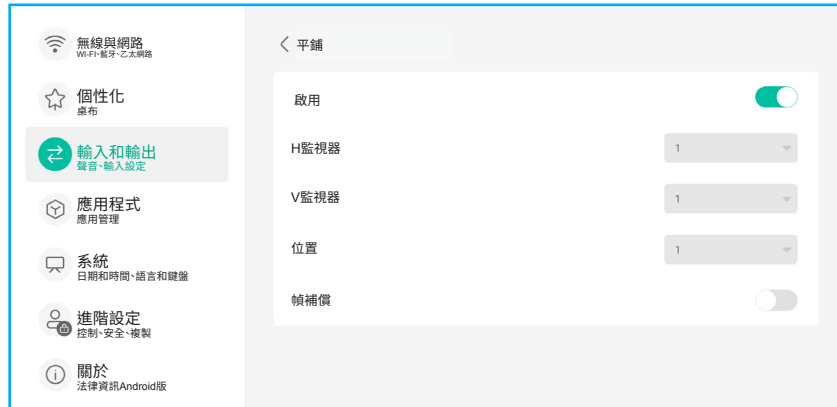 無線與網路
WI-FI、藍牙、乙太網路
個性化
桌布
輸入和輸出
聲音、輸入設定
應用程式
應用管理
系統
日期和時間、語言和鍵盤
進階設定
控制、安全、複製
關於
法律資訊Android版
平鋪
啟用
H監視器
1
V監視器
1
位置
1
幀補償